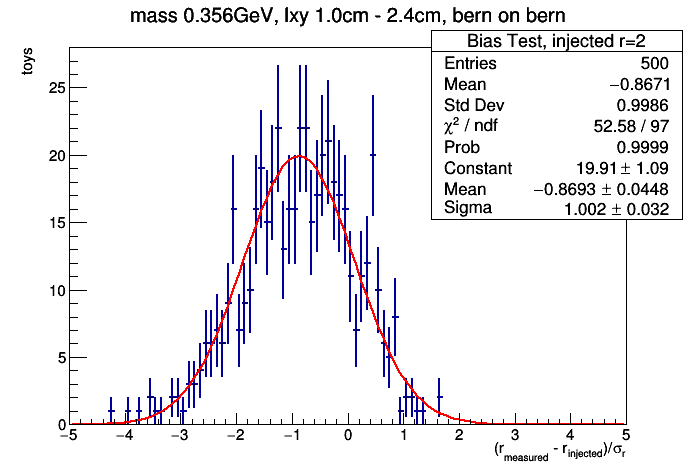 mass 0.356GeV, lxy 1.0cm - 2.4cm, bern on bern
Bias Test, injected r=2
Entries 500
Mean −0.8671
Std Dev 0.9986
χ² / ndf 52.58 / 97
Prob 0.9999
Constant 19.91 ± 1.09
Mean −0.8693 ± 0.0448
Sigma 1.002 ± 0.032
toys
25
20
15
10
5
0
−5 −4 −3 −2 −1 0 1 2 3 4 5
(r_measured - r_injected)/σ_r